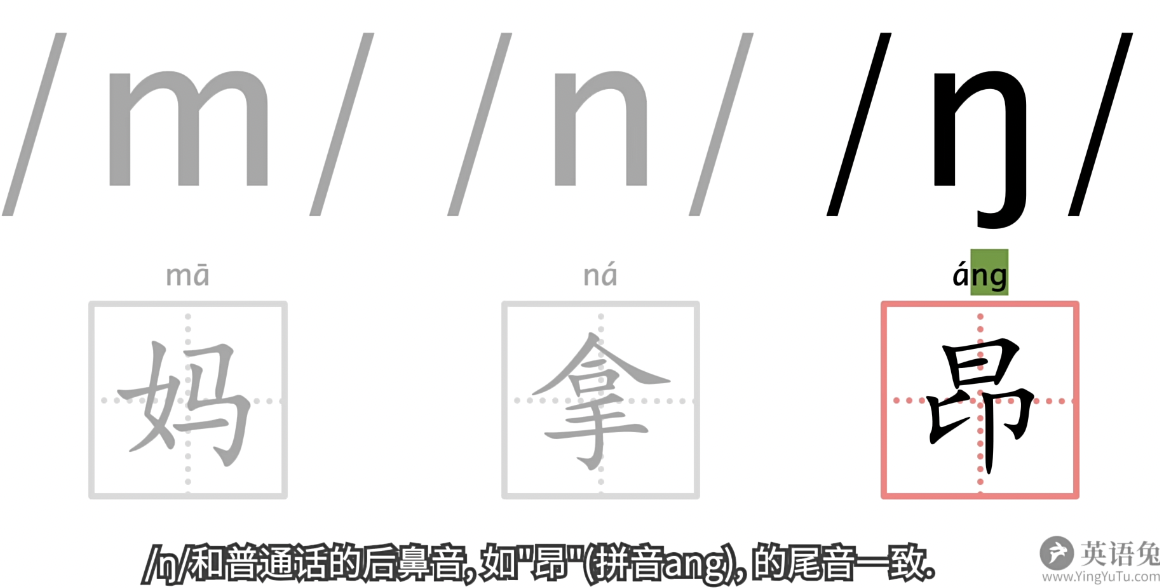 /m/ /n/ /ŋ/
mā ná áng
妈 拿 昂
/ŋ/和普通话的后鼻音, 如"昂"(拼音ang), 的尾音一致.
英语兔
www.YingYuTu.com